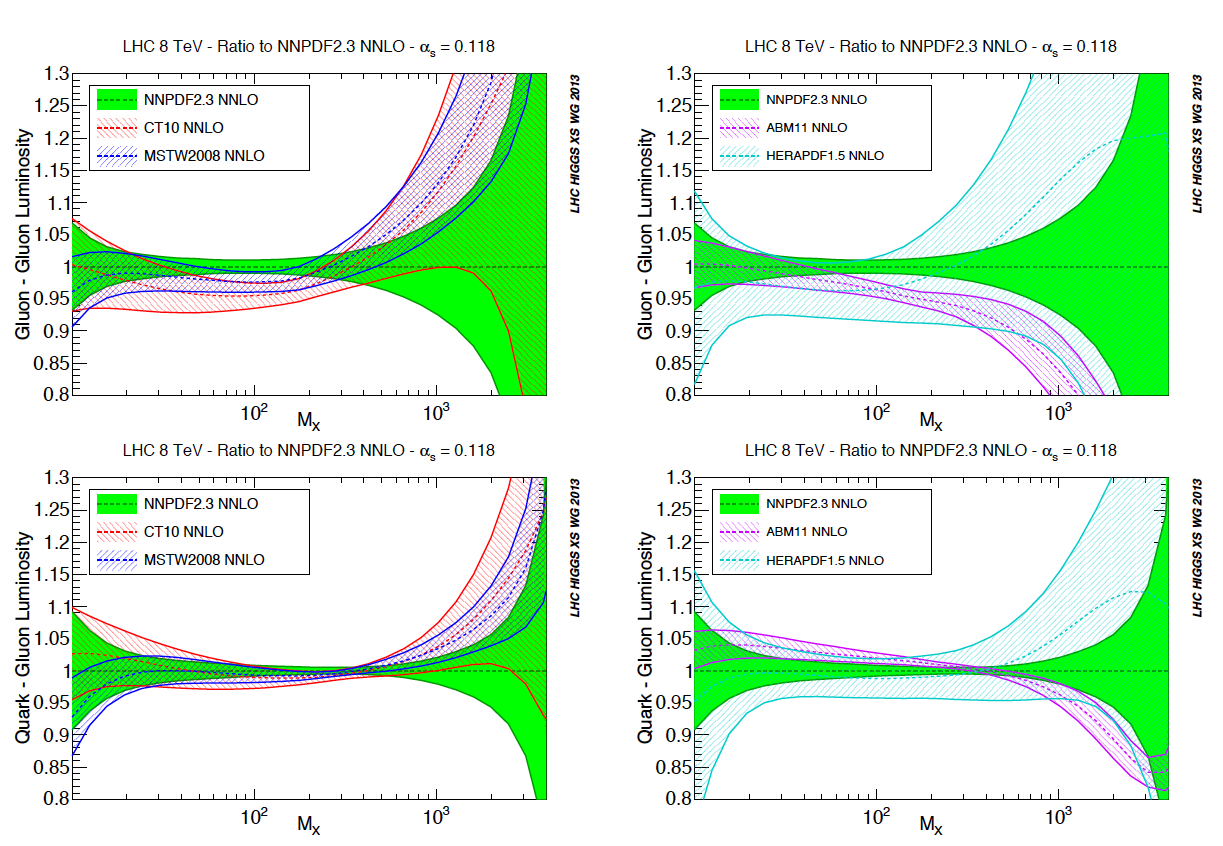 LHC 8 TeV - Ratio to NNPDF2.3 NNLO - αs = 0.118
Gluon - Gluon Luminosity
1.3
1.25
1.2
1.15
1.1
1.05
1
0.95
0.9
0.85
0.8
NNPDF2.3 NNLO
CT10 NNLO
MSTW2008 NNLO
10²
10³
MX
LHC HIGGS XS WG 2013
LHC 8 TeV - Ratio to NNPDF2.3 NNLO - αs = 0.118
Gluon - Gluon Luminosity
1.3
1.25
1.2
1.15
1.1
1.05
1
0.95
0.9
0.85
0.8
NNPDF2.3 NNLO
ABM11 NNLO
HERAPDF1.5 NNLO
10²
10³
MX
LHC HIGGS XS WG 2013
LHC 8 TeV - Ratio to NNPDF2.3 NNLO - αs = 0.118
Quark - Gluon Luminosity
1.3
1.25
1.2
1.15
1.1
1.05
1
0.95
0.9
0.85
0.8
NNPDF2.3 NNLO
CT10 NNLO
MSTW2008 NNLO
10²
10³
MX
LHC HIGGS XS WG 2013
LHC 8 TeV - Ratio to NNPDF2.3 NNLO - αs = 0.118
Quark - Gluon Luminosity
1.3
1.25
1.2
1.15
1.1
1.05
1
0.95
0.9
0.85
0.8
NNPDF2.3 NNLO
ABM11 NNLO
HERAPDF1.5 NNLO
10²
10³
MX
LHC HIGGS XS WG 2013